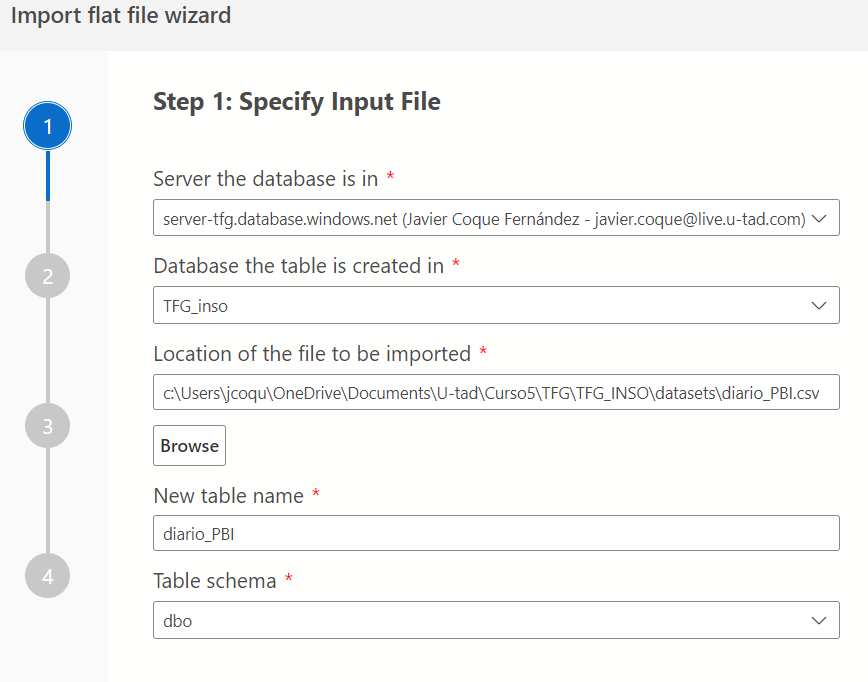 Import flat file wizard
Step 1: Specify Input File
1
Server the database is in *
server-tfg.database.windows.net (Javier Coque Fernández - javier.coque@live.u-tad.com)
Database the table is created in *
2
TFG_inso
Location of the file to be imported *
c:\Users\jcoqu\OneDrive\Documents\U-tad\Curso5\TFG\TFG_INSO\datasets\diario_PBI.csv
3
Browse
New table name *
diario_PBI
4
Table schema *
dbo